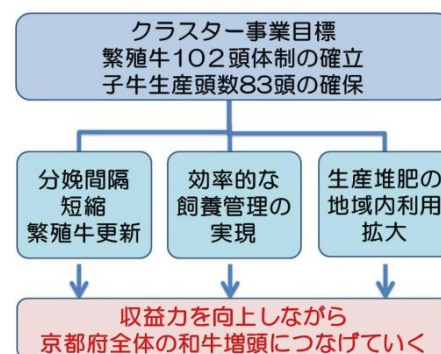 クラスター事業目標
繁殖牛102頭体制の確立
子牛生産頭数83頭の確保
分娩間隔
短縮
繁殖牛更新
効率的な
飼養管理の
実現
生産堆肥の
地域内利用
拡大
収益力を向上しながら
京都府全体の和牛増頭につなげていく